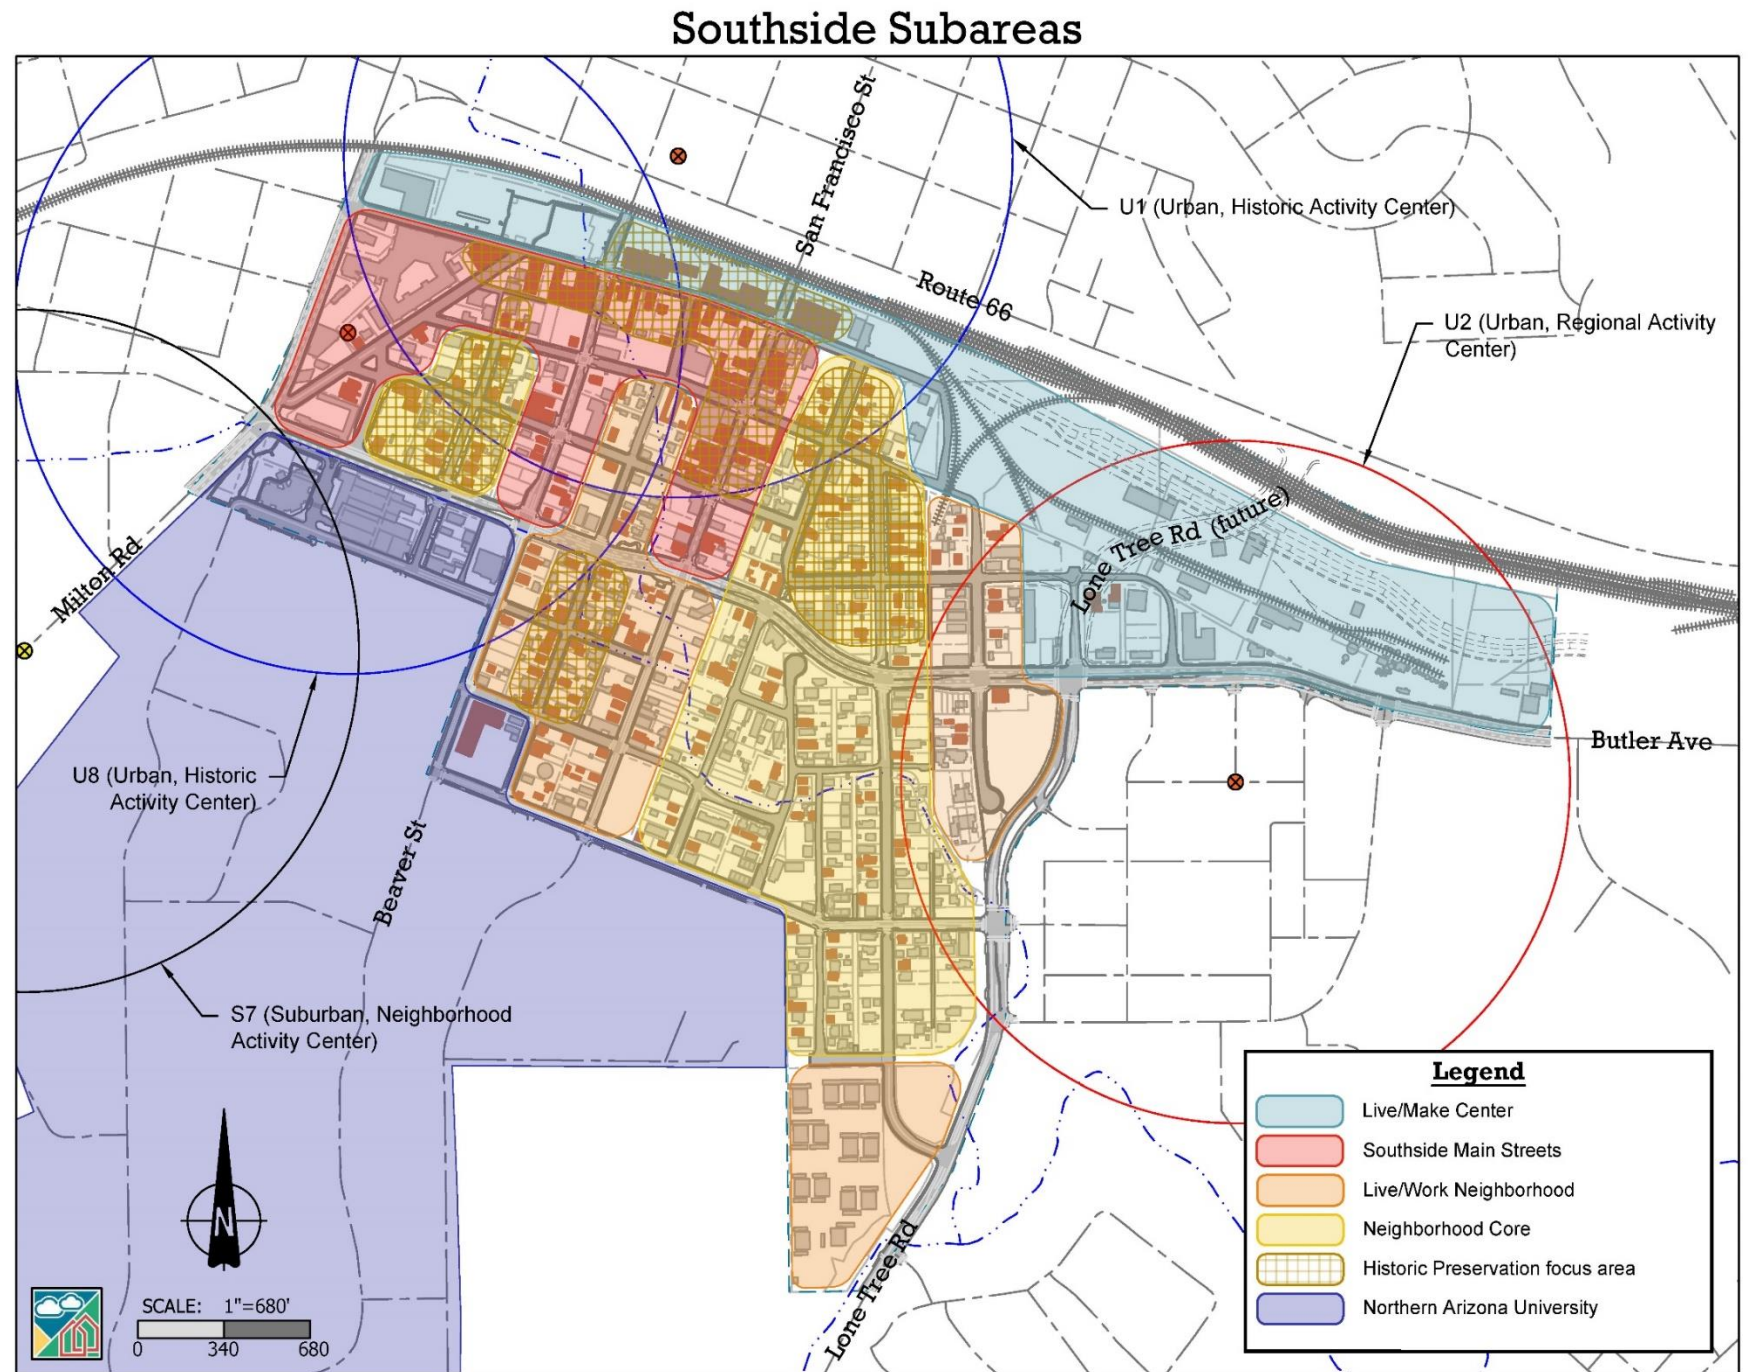 Southside Subareas
San Francisco St
U1 (Urban, Historic Activity Center)
Route 66
U2 (Urban, Regional Activity
Center)
Lone Tree Rd (future)
Milton Rd
Butler Ave
U8 (Urban, Historic
Activity Center)
Beaver St
S7 (Suburban, Neighborhood
Activity Center)
Lone Tree Rd
N
SCALE: 1"=680'
0 340 680
Legend
Live/Make Center
Southside Main Streets
Live/Work Neighborhood
Neighborhood Core
Historic Preservation focus area
Northern Arizona University